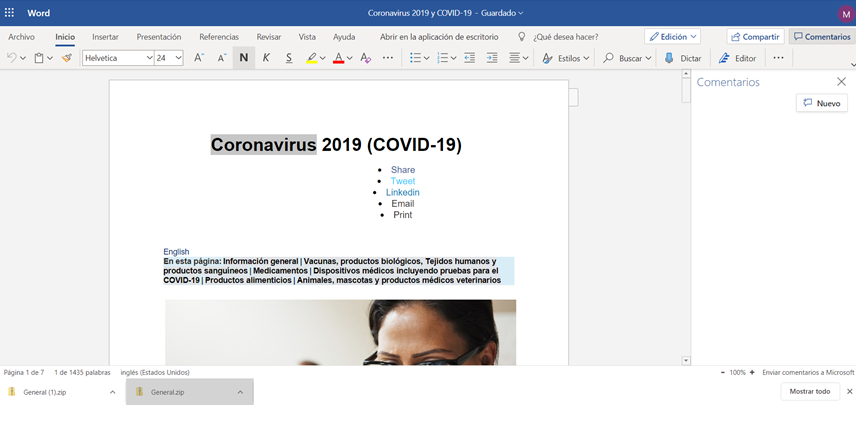 Word
Coronavirus 2019 y COVID-19 - Guardado
M
Archivo Inicio Insertar Presentación Referencias Revisar Vista Ayuda Abrir en la aplicación de escritorio ¿Qué desea hacer? Edición Compartir Comentarios
Helvetica 24 A A N K S A A Estilos Buscar Dictar Editor
Comentarios
Nuevo
Coronavirus 2019 (COVID-19)
• Share
• Tweet
• Linkedin
• Email
• Print
English
En esta página: Información general | Vacunas, productos biológicos, Tejidos humanos y
productos sanguineos | Medicamentos | Dispositivos médicos incluyendo pruebas para el
COVID-19 | Productos alimenticios | Animales, mascotas y productos médicos veterinarios
Página 1 de 7 1 de 1435 palabras inglés (Estados Unidos) - 100% + Enviar comentarios a Microsoft
General (1).zip General.zip Mostrar todo